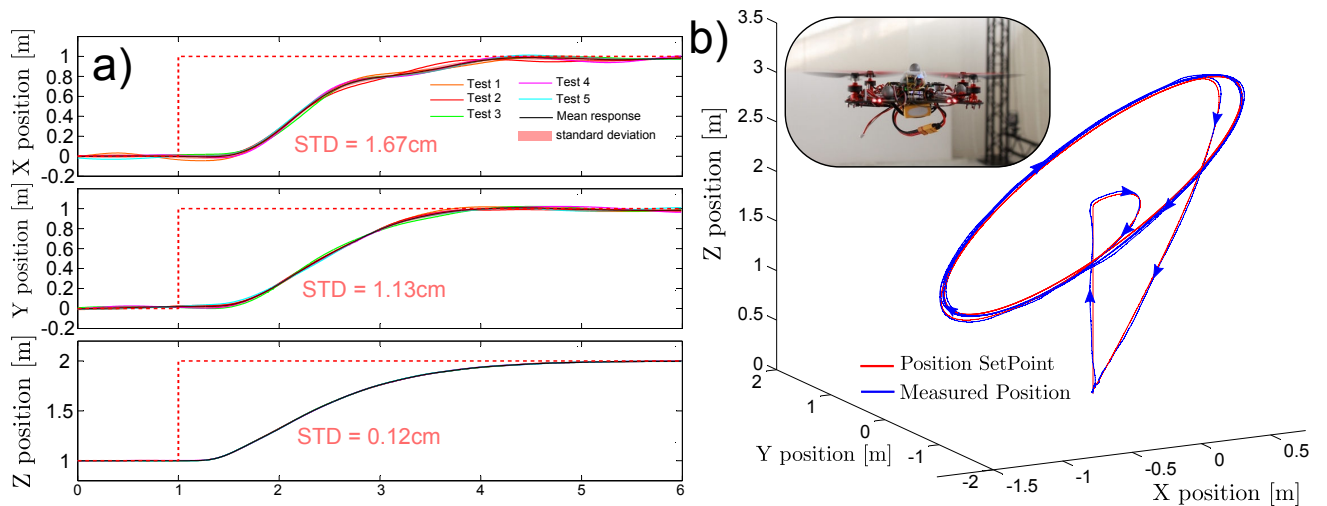 a)
X position [m]
1
0.8
0.6
0.4
0.2
0
-0.2
Test 1
Test 2
Test 3
Test 4
Test 5
Mean response
standard deviation
STD = 1.67cm
Y position [m]
1
0.8
0.6
0.4
0.2
0
-0.2
STD = 1.13cm
Z position [m]
2
1.5
1
STD = 0.12cm
0
1
2
3
4
5
6
b)
Z position [m]
3.5
3
2.5
2
1.5
1
0.5
0
Position SetPoint
Measured Position
2
1
0
-1
-2
Y position [m]
-1.5
-1
-0.5
0
0.5
X position [m]